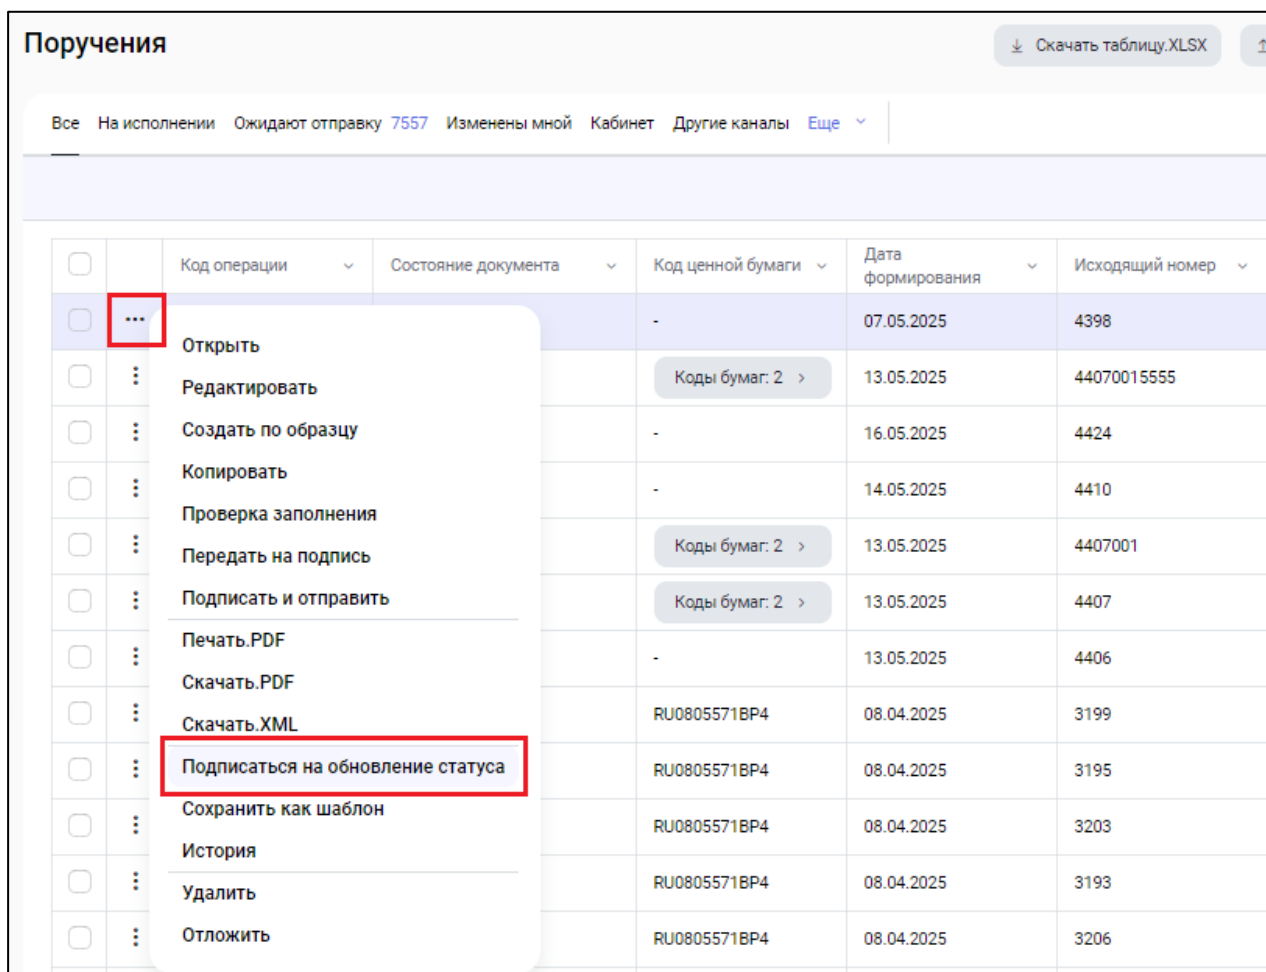 Поручения
Скачать таблицу.XLSX
Все На исполнении Ожидают отправку 7557 Изменены мной Кабинет Другие каналы Еще
Код операции Состояние документа Код ценной бумаги Дата формирования Исходящий номер
- 07.05.2025 4398
Открыть
Коды бумаг: 2 13.05.2025 44070015555
Редактировать
Создать по образцу - 16.05.2025 4424
Копировать
- 14.05.2025 4410
Проверка заполнения
Коды бумаг: 2 13.05.2025 4407001
Передать на подпись
Подписать и отправить Коды бумаг: 2 13.05.2025 4407
Печать.PDF
- 13.05.2025 4406
Скачать.PDF
RU0805571BP4 08.04.2025 3199
Скачать.XML
Подписаться на обновление статуса RU0805571BP4 08.04.2025 3195
Сохранить как шаблон
RU0805571BP4 08.04.2025 3203
История
RU0805571BP4 08.04.2025 3193
Удалить
Отложить RU0805571BP4 08.04.2025 3206